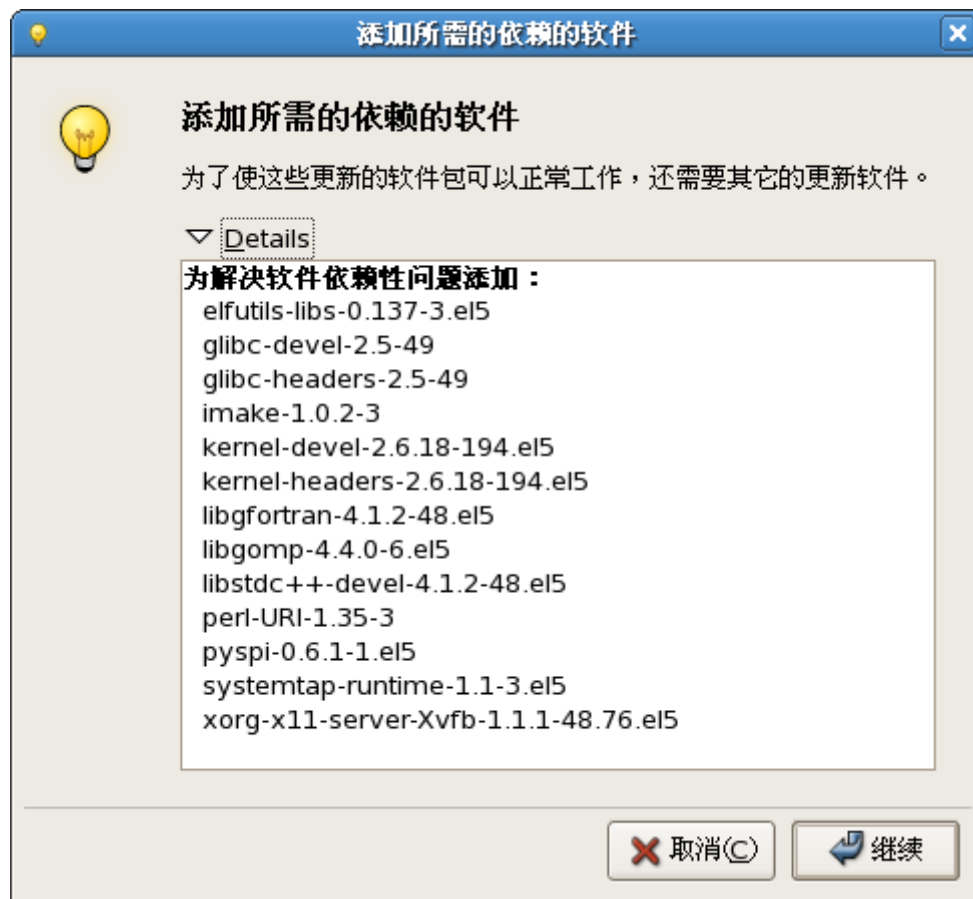 添加所需的依赖的软件
添加所需的依赖的软件
为了使这些更新的软件包可以正常工作，还需要其它的更新软件。
Details
为解决软件依赖性问题添加：
elfutils-libs-0.137-3.el5
glibc-devel-2.5-49
glibc-headers-2.5-49
imake-1.0.2-3
kernel-devel-2.6.18-194.el5
kernel-headers-2.6.18-194.el5
libgfortran-4.1.2-48.el5
libgomp-4.4.0-6.el5
libstdc++-devel-4.1.2-48.el5
perl-URI-1.35-3
pyspi-0.6.1-1.el5
systemtap-runtime-1.1-3.el5
xorg-x11-server-Xvfb-1.1.1-48.76.el5
取消(C) 继续